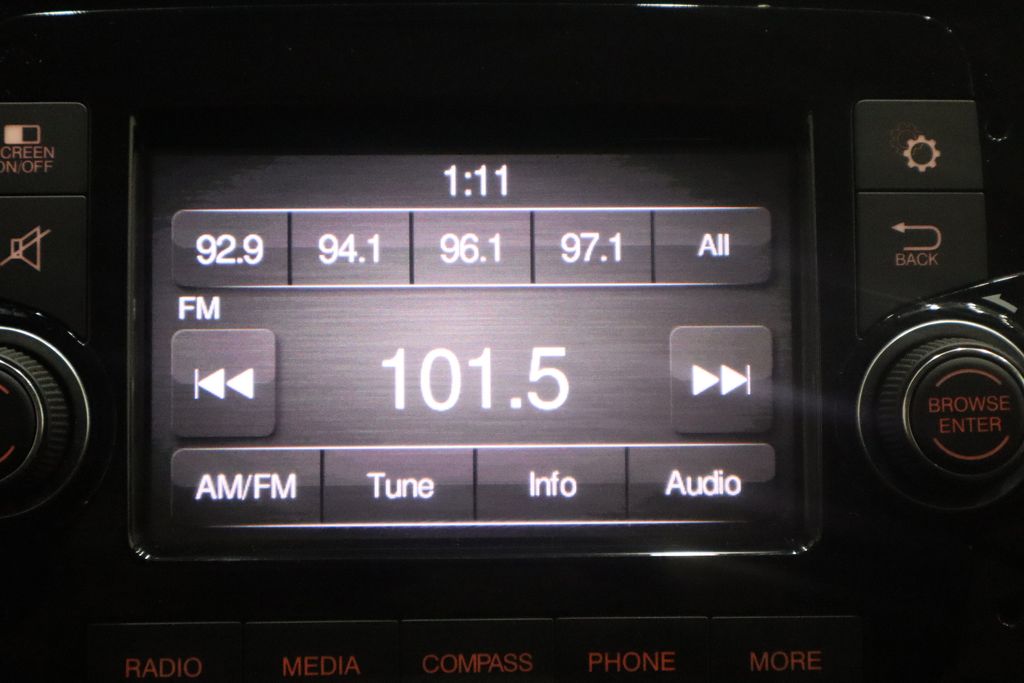 1:11
92.9 94.1 96.1 97.1 All
FM
101.5
AM/FM Tune Info Audio
CREEN
ON/OFF
BACK
BROWSE
ENTER
RADIO MEDIA COMPASS PHONE MORE